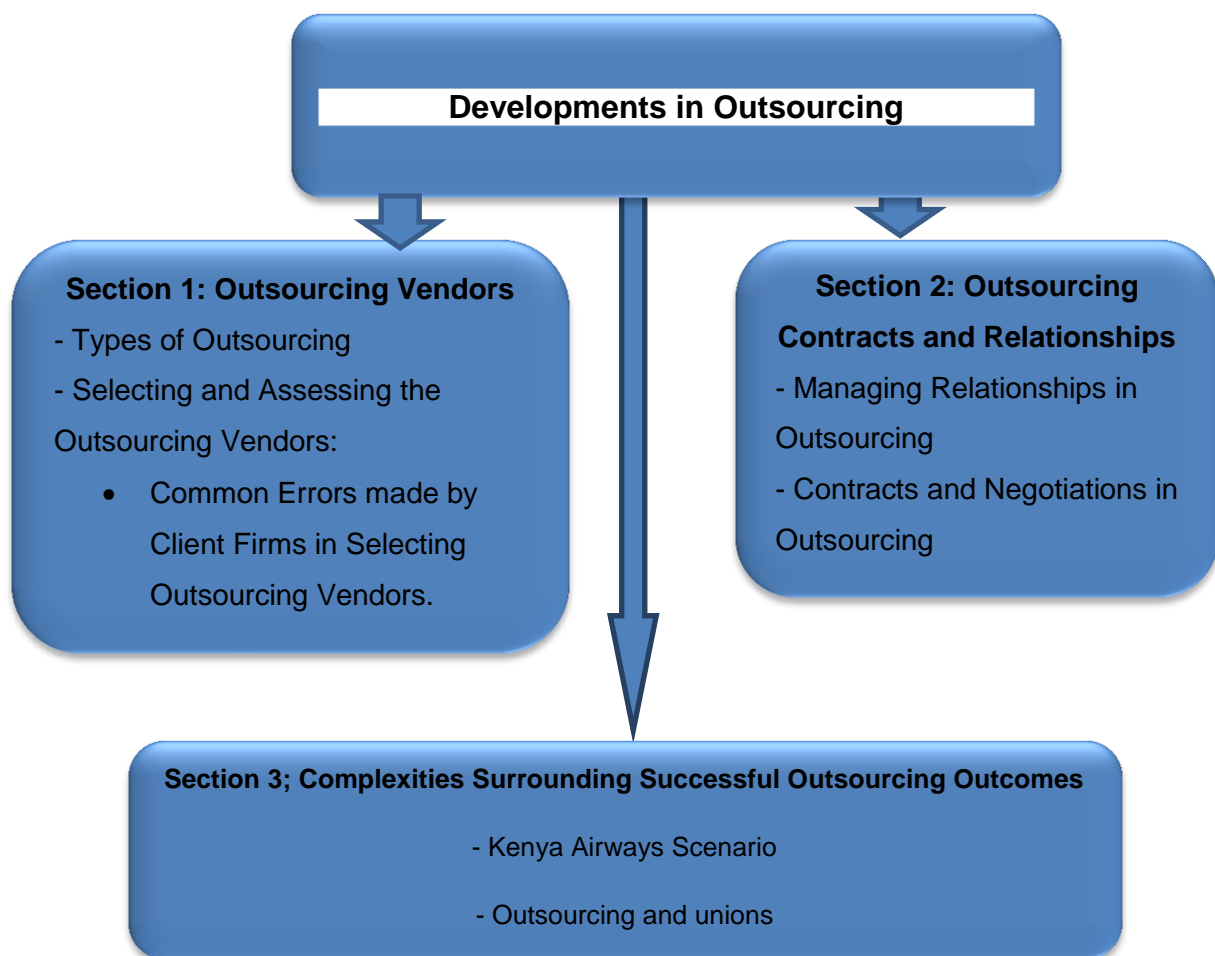 Developments in Outsourcing
Section 1: Outsourcing Vendors
- Types of Outsourcing
- Selecting and Assessing the
Outsourcing Vendors:
• Common Errors made by
Client Firms in Selecting
Outsourcing Vendors.
Section 2: Outsourcing
Contracts and Relationships
- Managing Relationships in
Outsourcing
- Contracts and Negotiations in
Outsourcing
Section 3; Complexities Surrounding Successful Outsourcing Outcomes
- Kenya Airways Scenario
- Outsourcing and unions